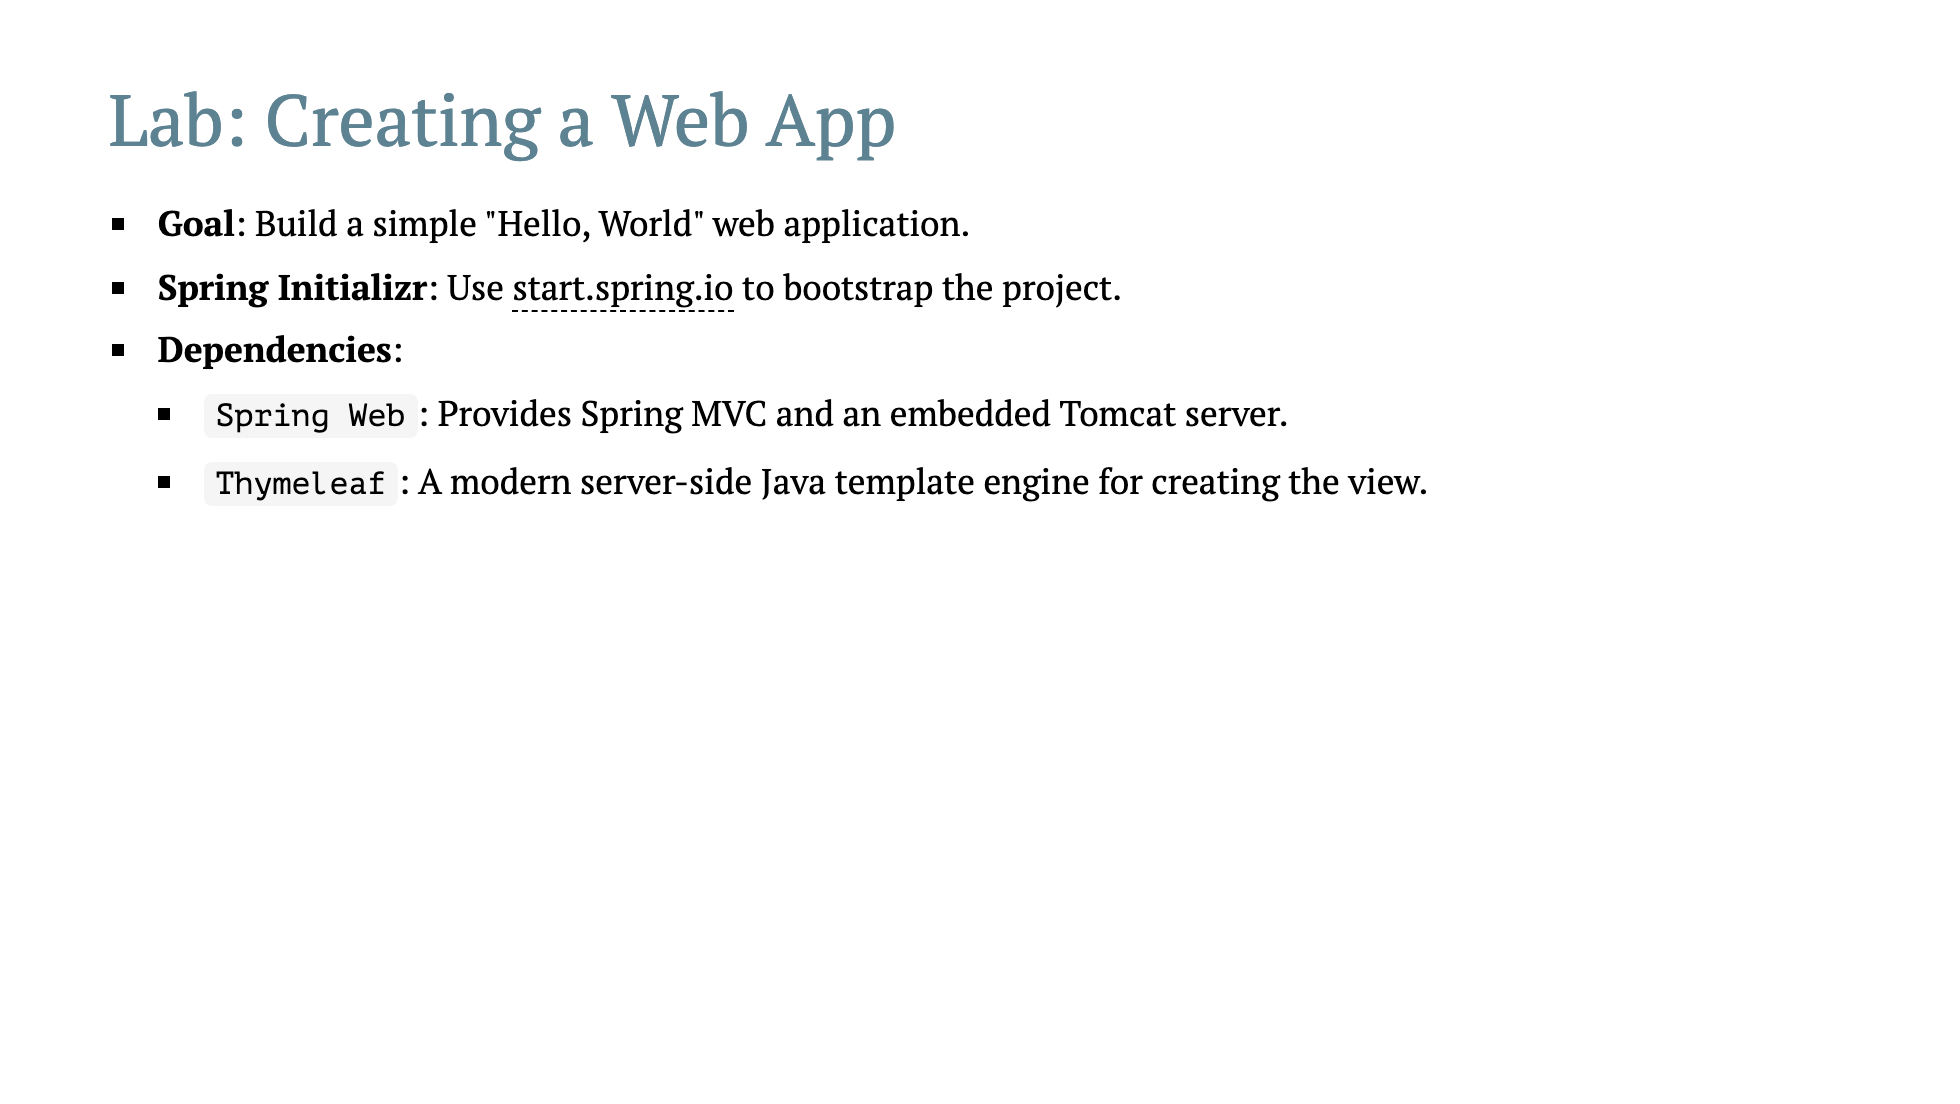 Lab: Creating a Web App
▪ Goal: Build a simple "Hello, World" web application.
▪ Spring Initializr: Use start.spring.io to bootstrap the project.
▪ Dependencies:
▪ Spring Web: Provides Spring MVC and an embedded Tomcat server.
▪ Thymeleaf: A modern server-side Java template engine for creating the view.